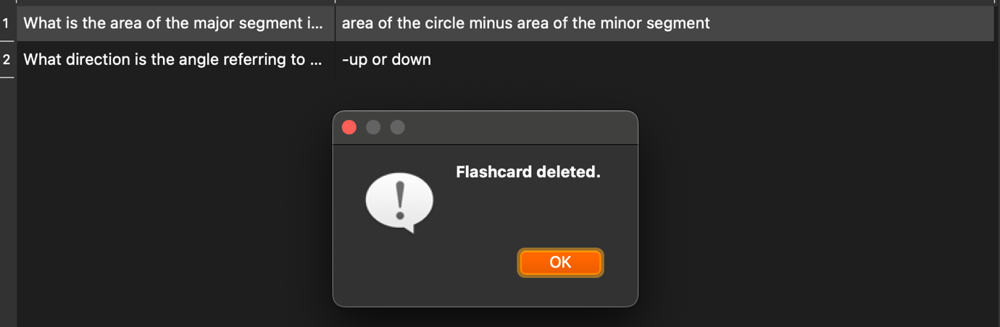 1 What is the area of the major segment i... area of the circle minus area of the minor segment
2 What direction is the angle referring to ... -up or down
Flashcard deleted.
OK